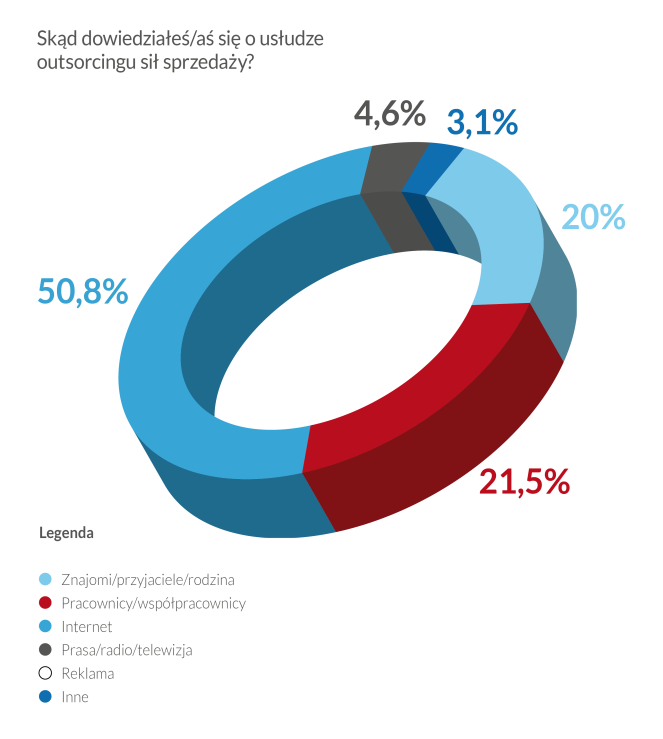 Skąd dowiedziałeś/aś się o usłudze
outsorcingu sił sprzedaży?
4,6%
3,1%
20%
50,8%
21,5%
Legenda
Znajomi/przyjaciele/rodzina
Pracownicy/współpracownicy
Internet
Prasa/radio/telewizja
Reklama
Inne